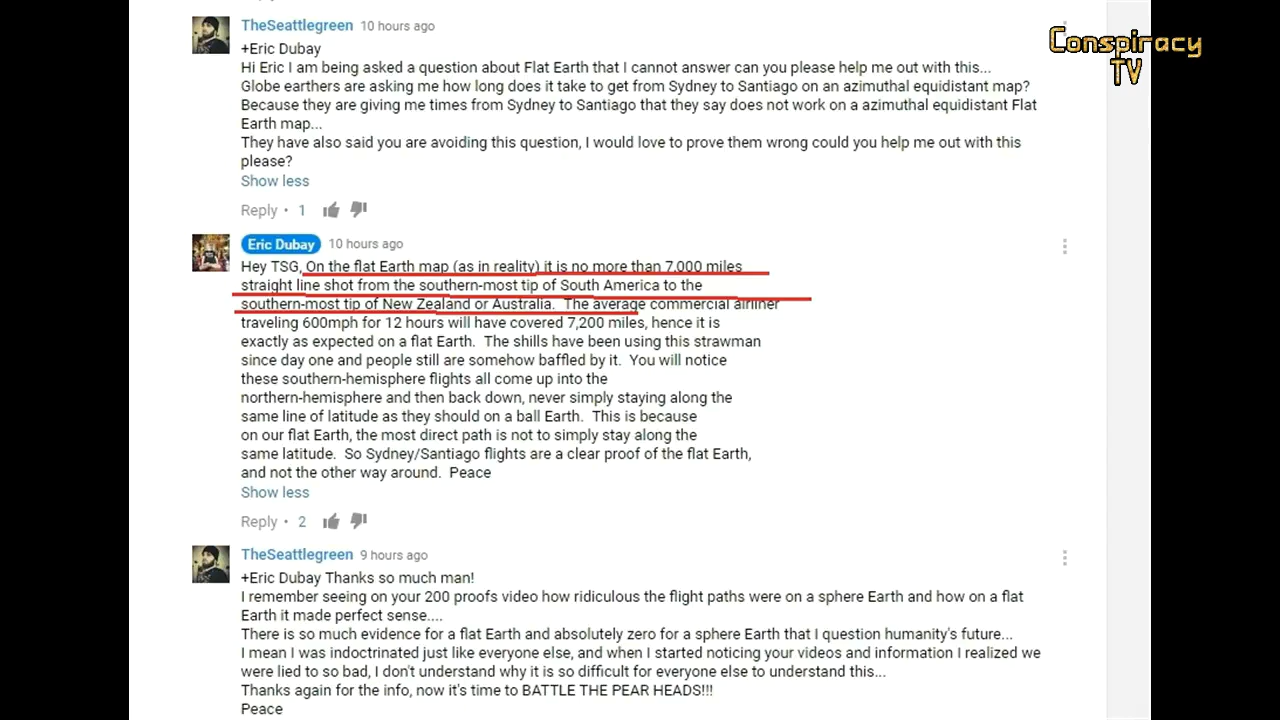 Conspiracy
TV
TheSeattlegreen 10 hours ago
+Eric Dubay
Hi Eric I am being asked a question about Flat Earth that I cannot answer can you please help me out with this...
Globe earthers are asking me how long does it take to get from Sydney to Santiago on an azimuthal equidistant map?
Because they are giving me times from Sydney to Santiago that they say does not work on a azimuthal equidistant Flat
Earth map...
They have also said you are avoiding this question, I would love to prove them wrong could you help me out with this
please?
Show less
Reply • 1
Eric Dubay 10 hours ago
Hey TSG, On the flat Earth map (as in reality) it is no more than 7,000 miles
straight line shot from the southern-most tip of South America to the
southern-most tip of New Zealand or Australia. The average commercial airliner
traveling 600mph for 12 hours will have covered 7,200 miles, hence it is
exactly as expected on a flat Earth. The shills have been using this strawman
since day one and people still are somehow baffled by it. You will notice
these southern-hemisphere flights all come up into the
northern-hemisphere and then back down, never simply staying along the
same line of latitude as they should on a ball Earth. This is because
on our flat Earth, the most direct path is not to simply stay along the
same latitude. So Sydney/Santiago flights are a clear proof of the flat Earth,
and not the other way around. Peace
Show less
Reply • 2
TheSeattlegreen 9 hours ago
+Eric Dubay Thanks so much man!
I remember seeing on your 200 proofs video how ridiculous the flight paths were on a sphere Earth and how on a flat
Earth it made perfect sense....
There is so much evidence for a flat Earth and absolutely zero for a sphere Earth that I question humanity's future...
I mean I was indoctrinated just like everyone else, and when I started noticing your videos and information I realized we
were lied to so bad, I don't understand why it is so difficult for everyone else to understand this...
Thanks again for the info, now it's time to BATTLE THE PEAR HEADS!!!
Peace